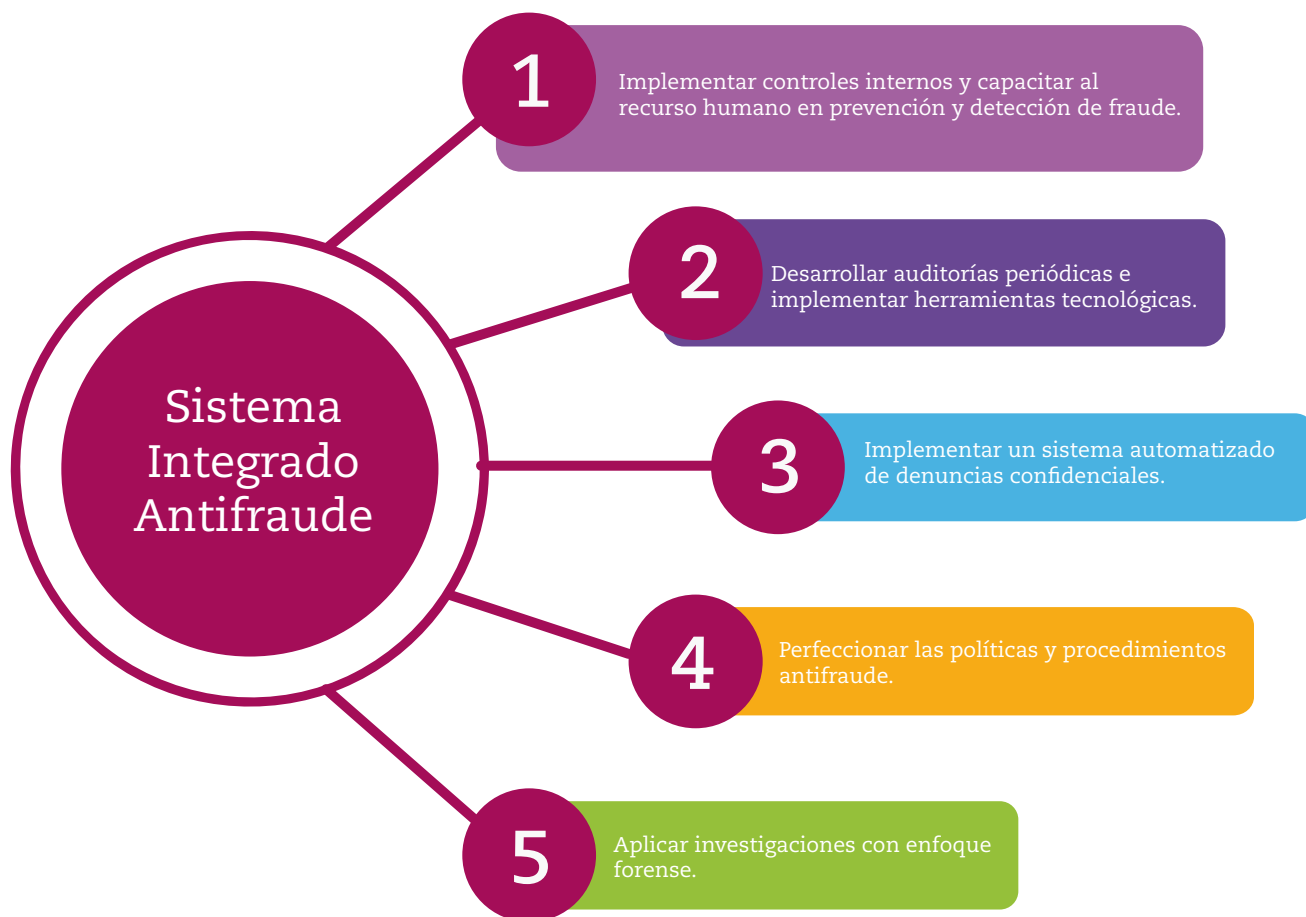 1
Implementar controles internos y capacitar al
recurso humano en prevención y detección de fraude.
2
Desarrollar auditorías periódicas e
implementar herramientas tecnológicas.
Sistema
Integrado
Antifraude
3
Implementar un sistema automatizado
de denuncias confidenciales.
4
Perfeccionar las políticas y procedimientos
antifraude.
5
Aplicar investigaciones con enfoque
forense.